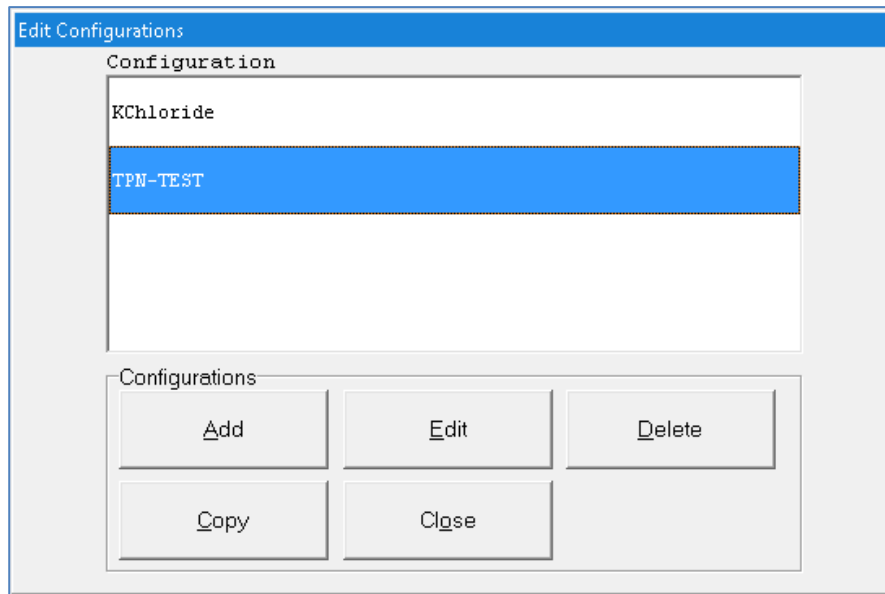 Edit Configurations
Configuration
KChloride
TPN-TEST
Configurations
Add Edit Delete
Copy Close